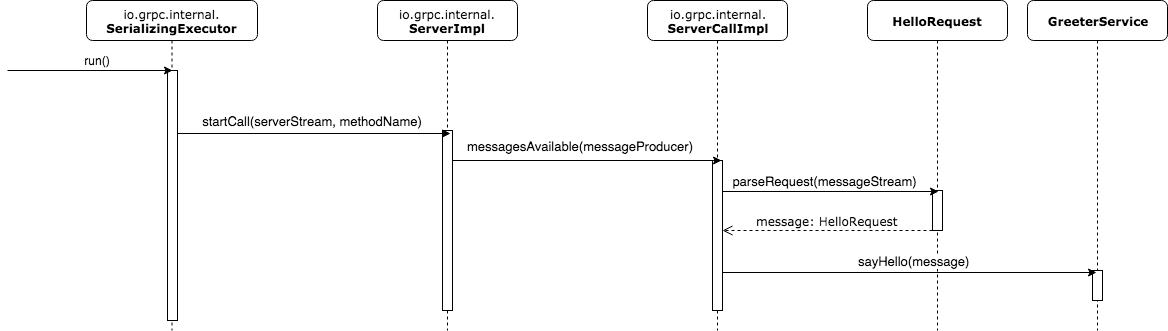 io.grpc.internal.
SerializingExecutor
io.grpc.internal.
ServerImpl
io.grpc.internal.
ServerCallImpl
HelloRequest
GreeterService
run()
startCall(serverStream, methodName)
messagesAvailable(messageProducer)
parseRequest(messageStream)
message: HelloRequest
sayHello(message)